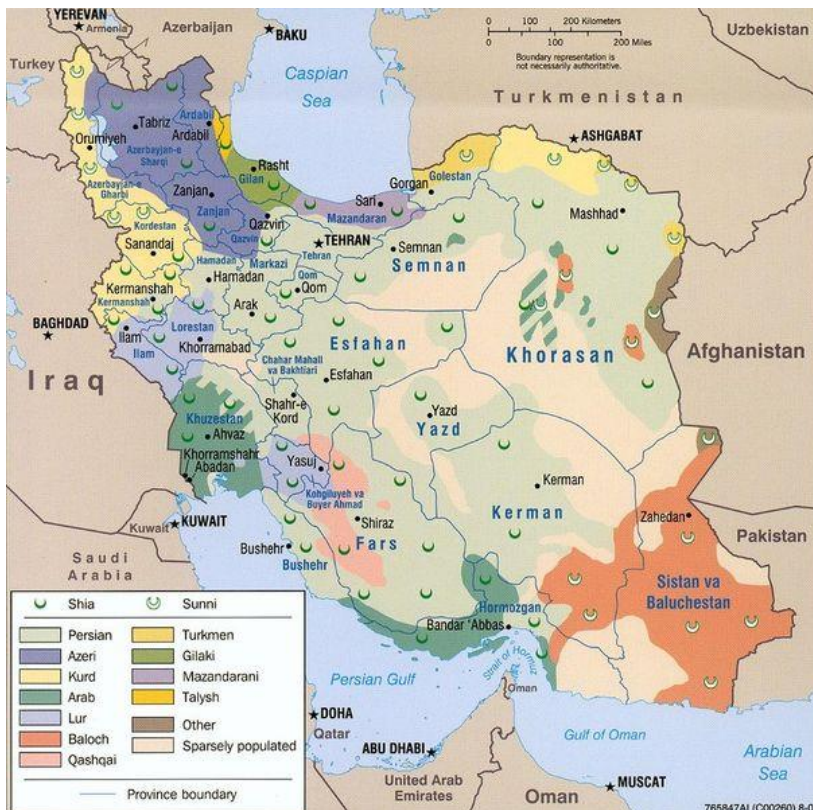 YEREVAN
Armenia
Azerbaijan
BAKU
Turkey
Caspian
Sea
0 100 200 Kilometers
0 100 200 Miles
Boundary representation is
not necessarily authoritative.
Uzbekistan
Turkmenistan
ASHGABAT
Ardabil
Ardabil
Tabriz
Orumiyeh
Azerbayjan-e
Sharqi
Azerbayjan-e
Gharbi
Rasht
Gilan
Zanjan
Zanjan
Gorgan
Golestan
Sari
Mazandaran
Mashhad
Kordestan
Qazvin
Qazvin
Sanandaj
TEHRAN
Tehran
Semnan
Semnan
Hamadan
Markazi
Hamadan
Qom
Qom
Kermanshah
Kermanshah
Arak
BAGHDAD
Ilam
Lorestan
Khorramabad
Ilam
Esfahan
Khorasan
Afghanistan
Iraq
Chahar Mahall
va Bakhtiari
Esfahan
Shahr-e
Kord
Yazd
Yazd
Khuzestan
Ahvaz
Khorramshahr
Abadan
Yasuj
Kohgiluyeh va
Buyer Ahmad
Kerman
Kerman
Kuwait
KUWAIT
Shiraz
Fars
Zahedan
Pakistan
Saudi
Arabia
Bushehr
Bushehr
Sistan va
Baluchestan
Hormozgan
Bandar 'Abbas
Strait of Hormuz
Oman
Persian Gulf
Shia
Sunni
Persian
Turkmen
Azeri
Gilaki
Kurd
Mazandarani
Arab
Talysh
Lur
Baloch
Other
Qashqai
Sparsely populated
Province boundary
DOHA
Qatar
ABU DHABI
United Arab
Emirates
Gulf of Oman
Oman
MUSCAT
Arabian
Sea
765847AI (C00260) 8-0